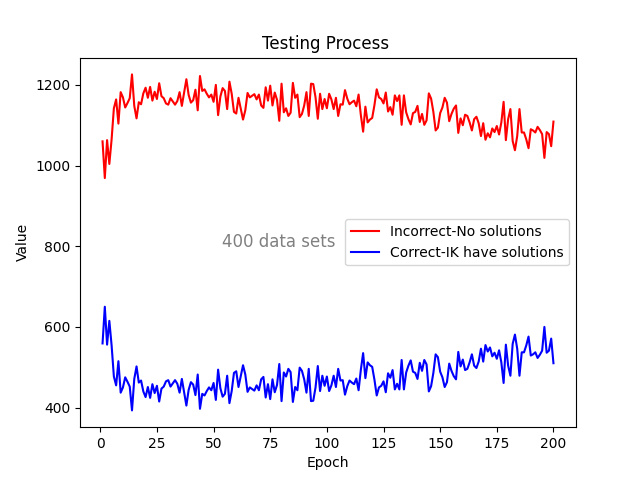 Testing Process
1200
1000
800
600
400
Value
400 data sets
Incorrect-No solutions
Correct-IK have solutions
0
25
50
75
100
125
150
175
200
Epoch